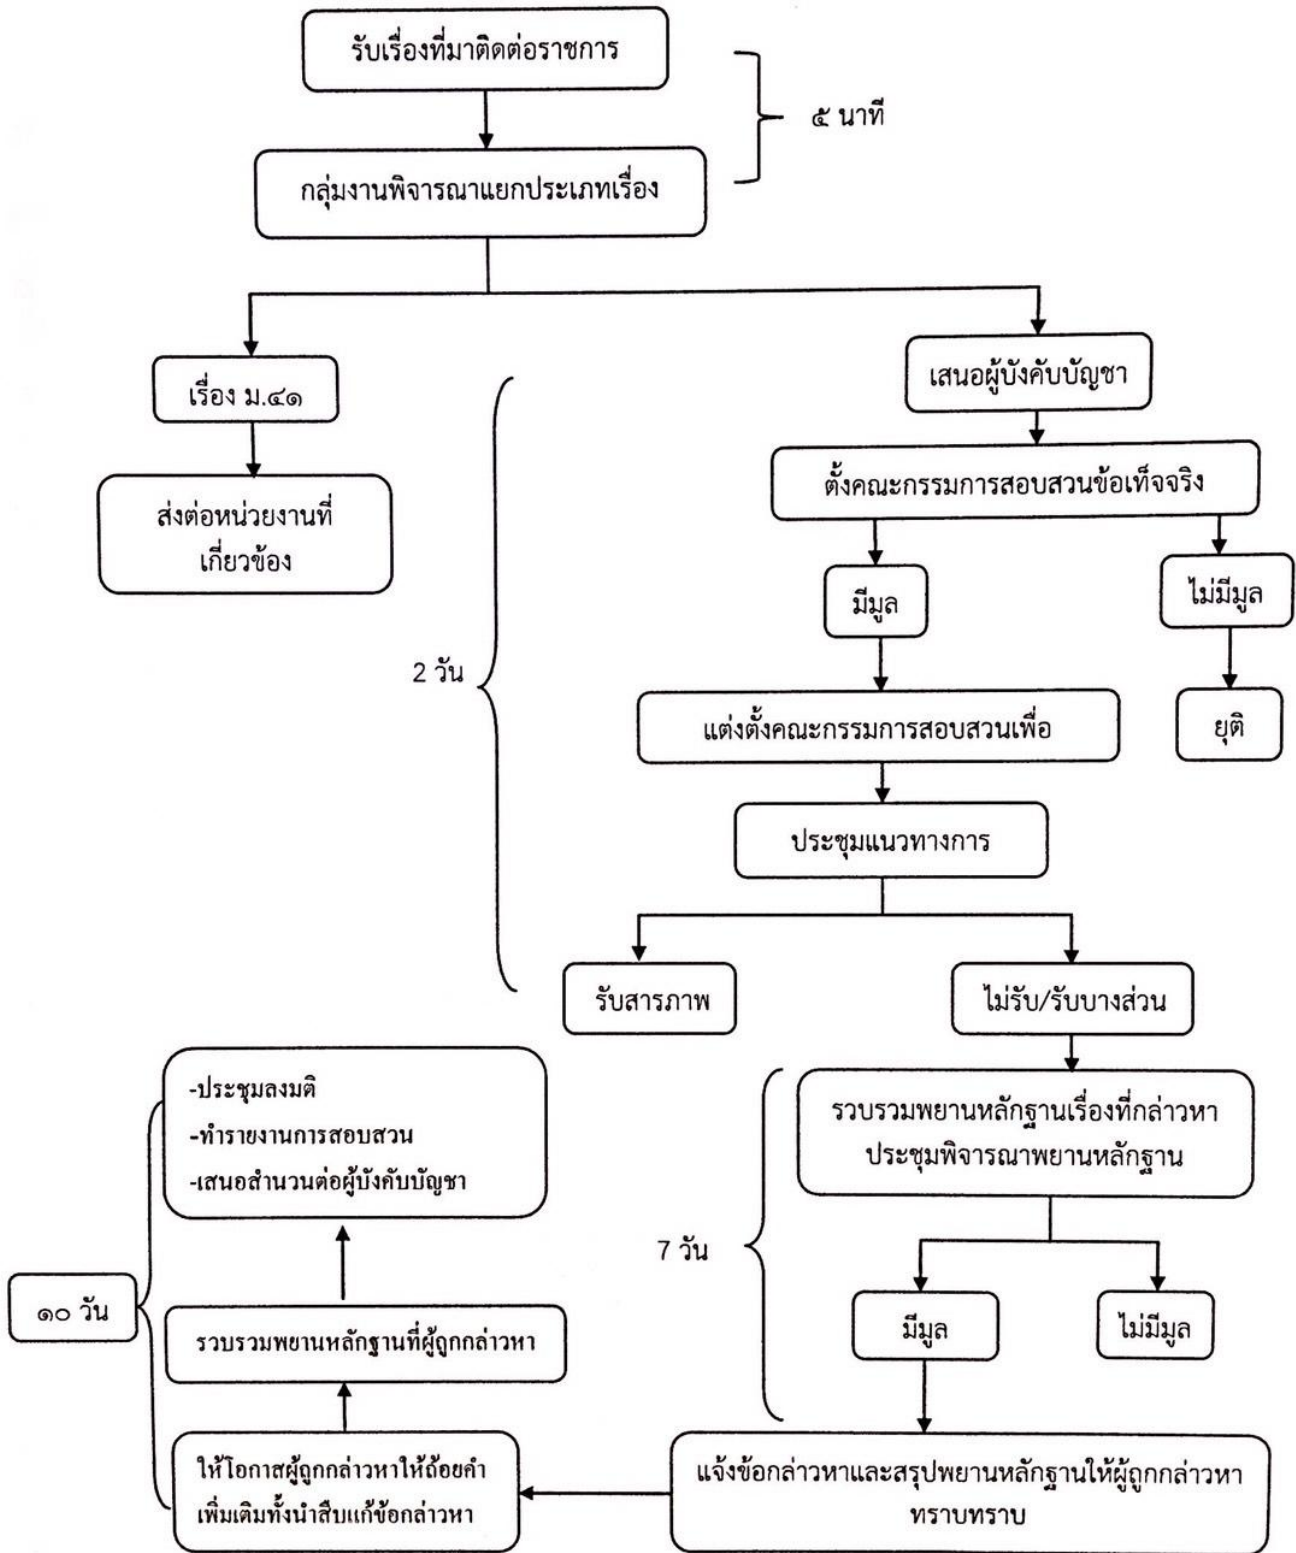 รับเรื่องที่มาติดต่อราชการ
๕ นาที
กลุ่มงานพิจารณาแยกประเภทเรื่อง
เรื่อง ม.๔๑
เสนอผู้บังคับบัญชา
ส่งต่อหน่วยงานที่
เกี่ยวข้อง
ตั้งคณะกรรมการสอบสวนข้อเท็จจริง
มีมูล
ไม่มีมูล
2 วัน
แต่งตั้งคณะกรรมการสอบสวนเพื่อ
ยุติ
ประชุมแนวทางการ
รับสารภาพ
ไม่รับ/รับบางส่วน
รวบรวมพยานหลักฐานเรื่องที่กล่าวหา
ประชุมพิจารณาพยานหลักฐาน
7 วัน
มีมูล
ไม่มีมูล
แจ้งข้อกล่าวหาและสรุปพยานหลักฐานให้ผู้ถูกกล่าวหา
ทราบทราบ
-ประชุมลงมติ
-ทำรายงานการสอบสวน
-เสนอสำนวนต่อผู้บังคับบัญชา
๑๐ วัน
รวบรวมพยานหลักฐานที่ผู้ถูกกล่าวหา
ให้โอกาสผู้ถูกกล่าวหาให้ถ้อยคำ
เพิ่มเติมทั้งนำสืบแก้ข้อกล่าวหา